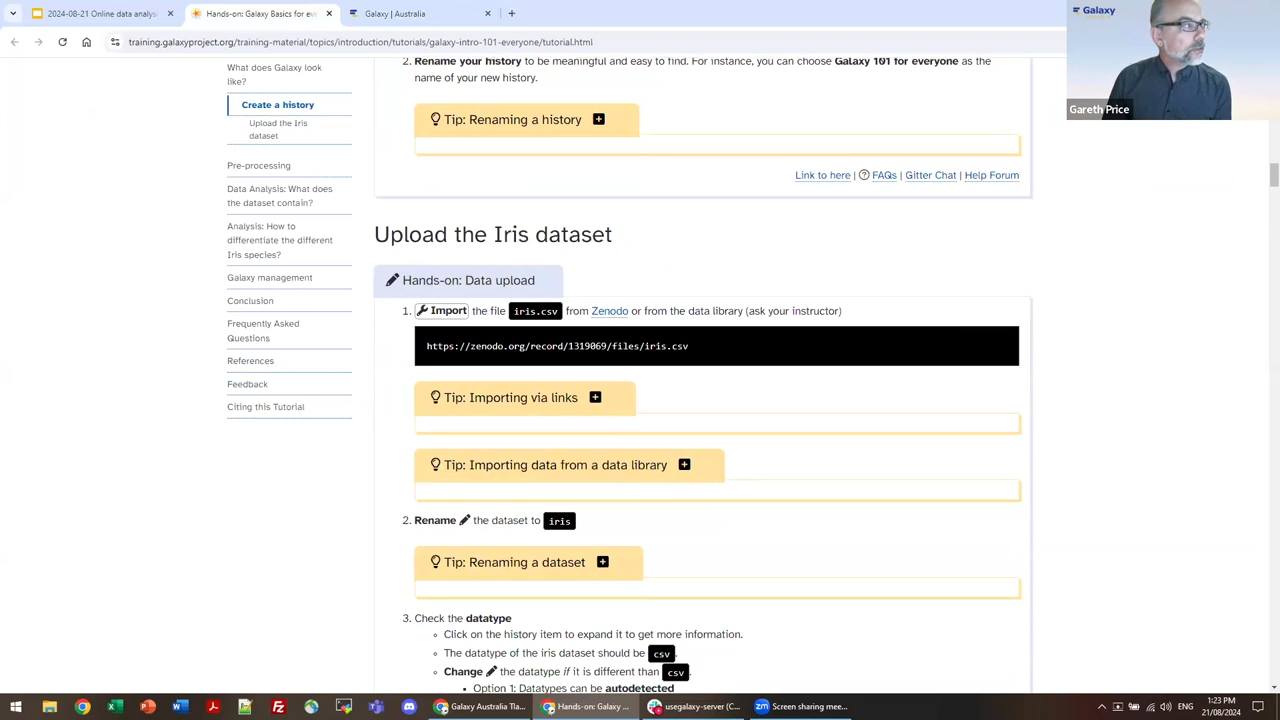 2024-08-21 Online data analysi
Hands-on: Galaxy Basics for ev
Galaxy | Australia
training.galaxyproject.org/training-material/topics/introduction/tutorials/galaxy-intro-101-everyone/tutorial.html
Galaxy
Gareth Price
What does Galaxy look
like?
Create a history
Upload the Iris
dataset
Pre-processing
Data Analysis: What does
the dataset contain?
Analysis: How to
differentiate the different
Iris species?
Galaxy management
Conclusion
Frequently Asked
Questions
References
Feedback
Citing this Tutorial
2. Rename your history to be meaningful and easy to find. For instance, you can choose Galaxy 101 for everyone as the
name of your new history.
Tip: Renaming a history
Link to here | FAQs | Gitter Chat | Help Forum
Upload the Iris dataset
Hands-on: Data upload
1. Import the file iris.csv from Zenodo or from the data library (ask your instructor)
https://zenodo.org/record/1319069/files/iris.csv
Tip: Importing via links
Tip: Importing data from a data library
2. Rename the dataset to iris
Tip: Renaming a dataset
3. Check the datatype
Click on the history item to expand it to get more information.
The datatype of the iris dataset should be csv.
Change the datatype if it is different than csv.
Option 1: Datatypes can be autodetected
Galaxy Australia Tla...
Hands-on: Galaxy ...
usegalaxy-server (C...
Screen sharing mee...
ENG
1:23 PM
21/08/2024